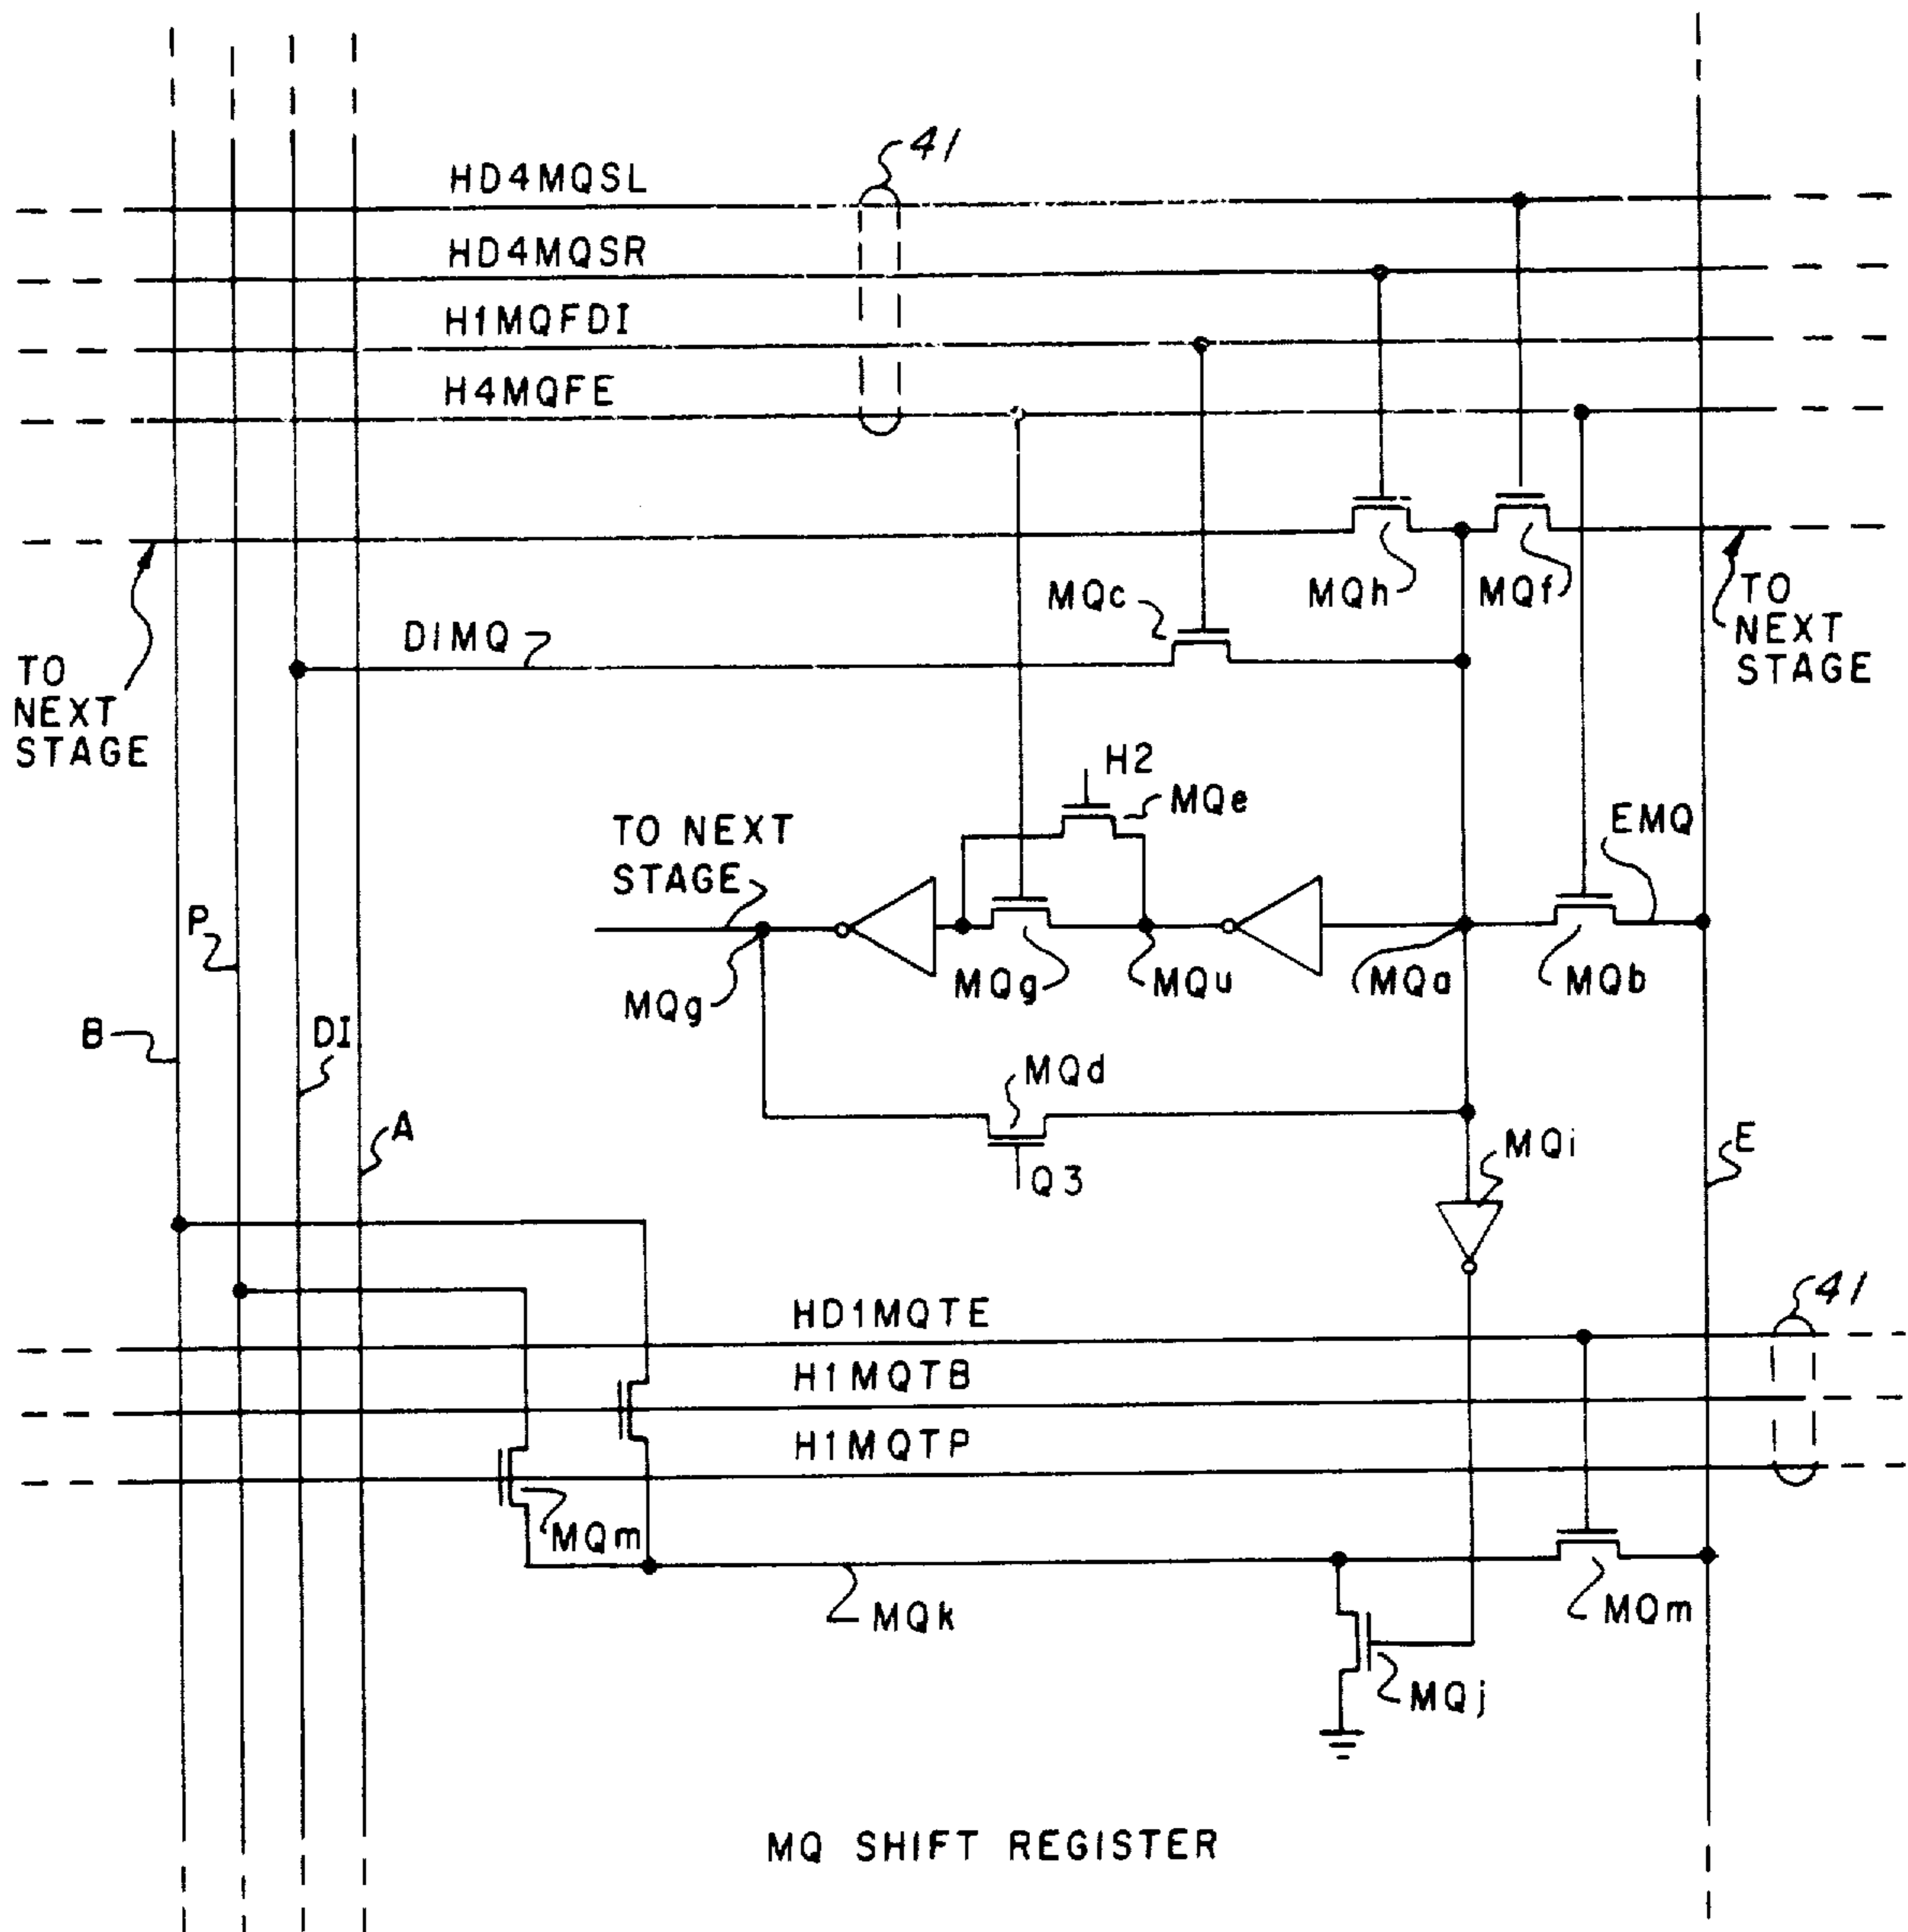 41
HD4MQSL
HD4MQSR
H1MQFDI
H4MQFE
MQh
MQf
TO
NEXT
STAGE
MQc
DIMQ
TO
NEXT
STAGE
H2
MQe
TO NEXT
STAGE
EMQ
P
MQg
MQg
MQu
MQa
MQb
B
DI
MQd
A
Q3
MQi
E
41
HD1MQTE
H1MQTB
H1MQTP
MQm
MQk
MQm
MQj
MQ SHIFT REGISTER